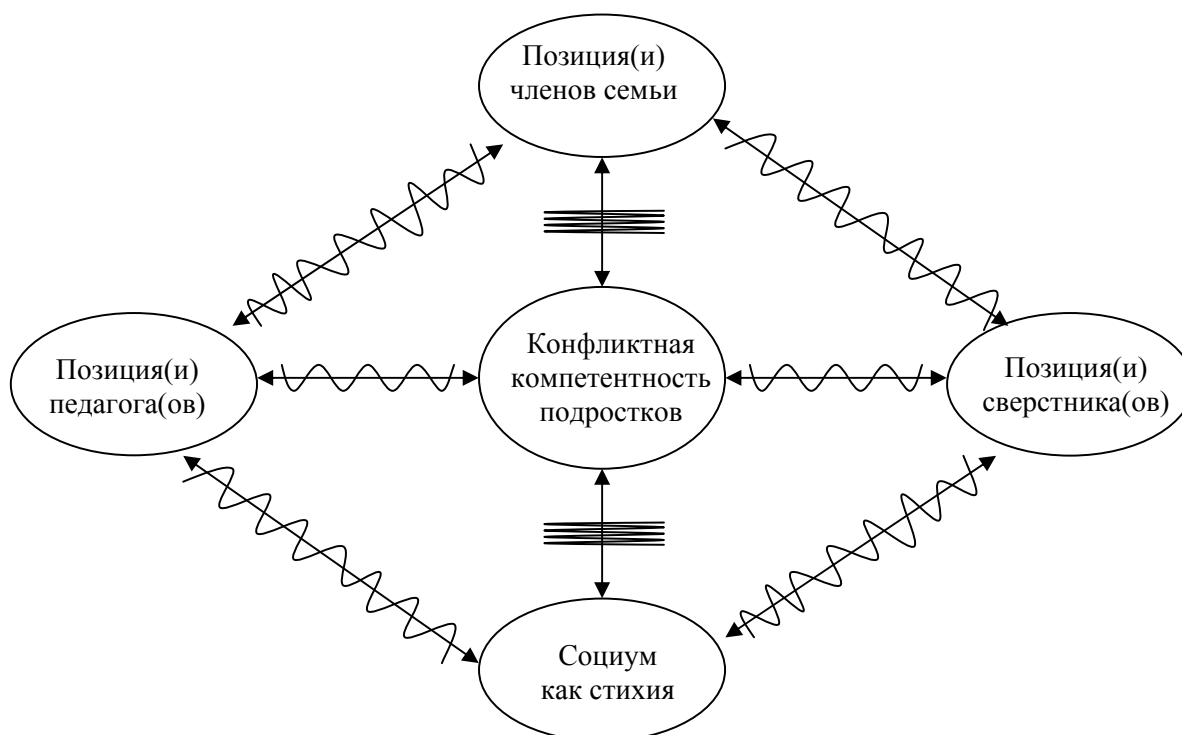 Позиция(и)
членов семьи
Позиция(и)
педагога(ов)
Конфликтная
компетентность
подростков
Позиция(и)
сверстника(ов)
Социум
как стихия